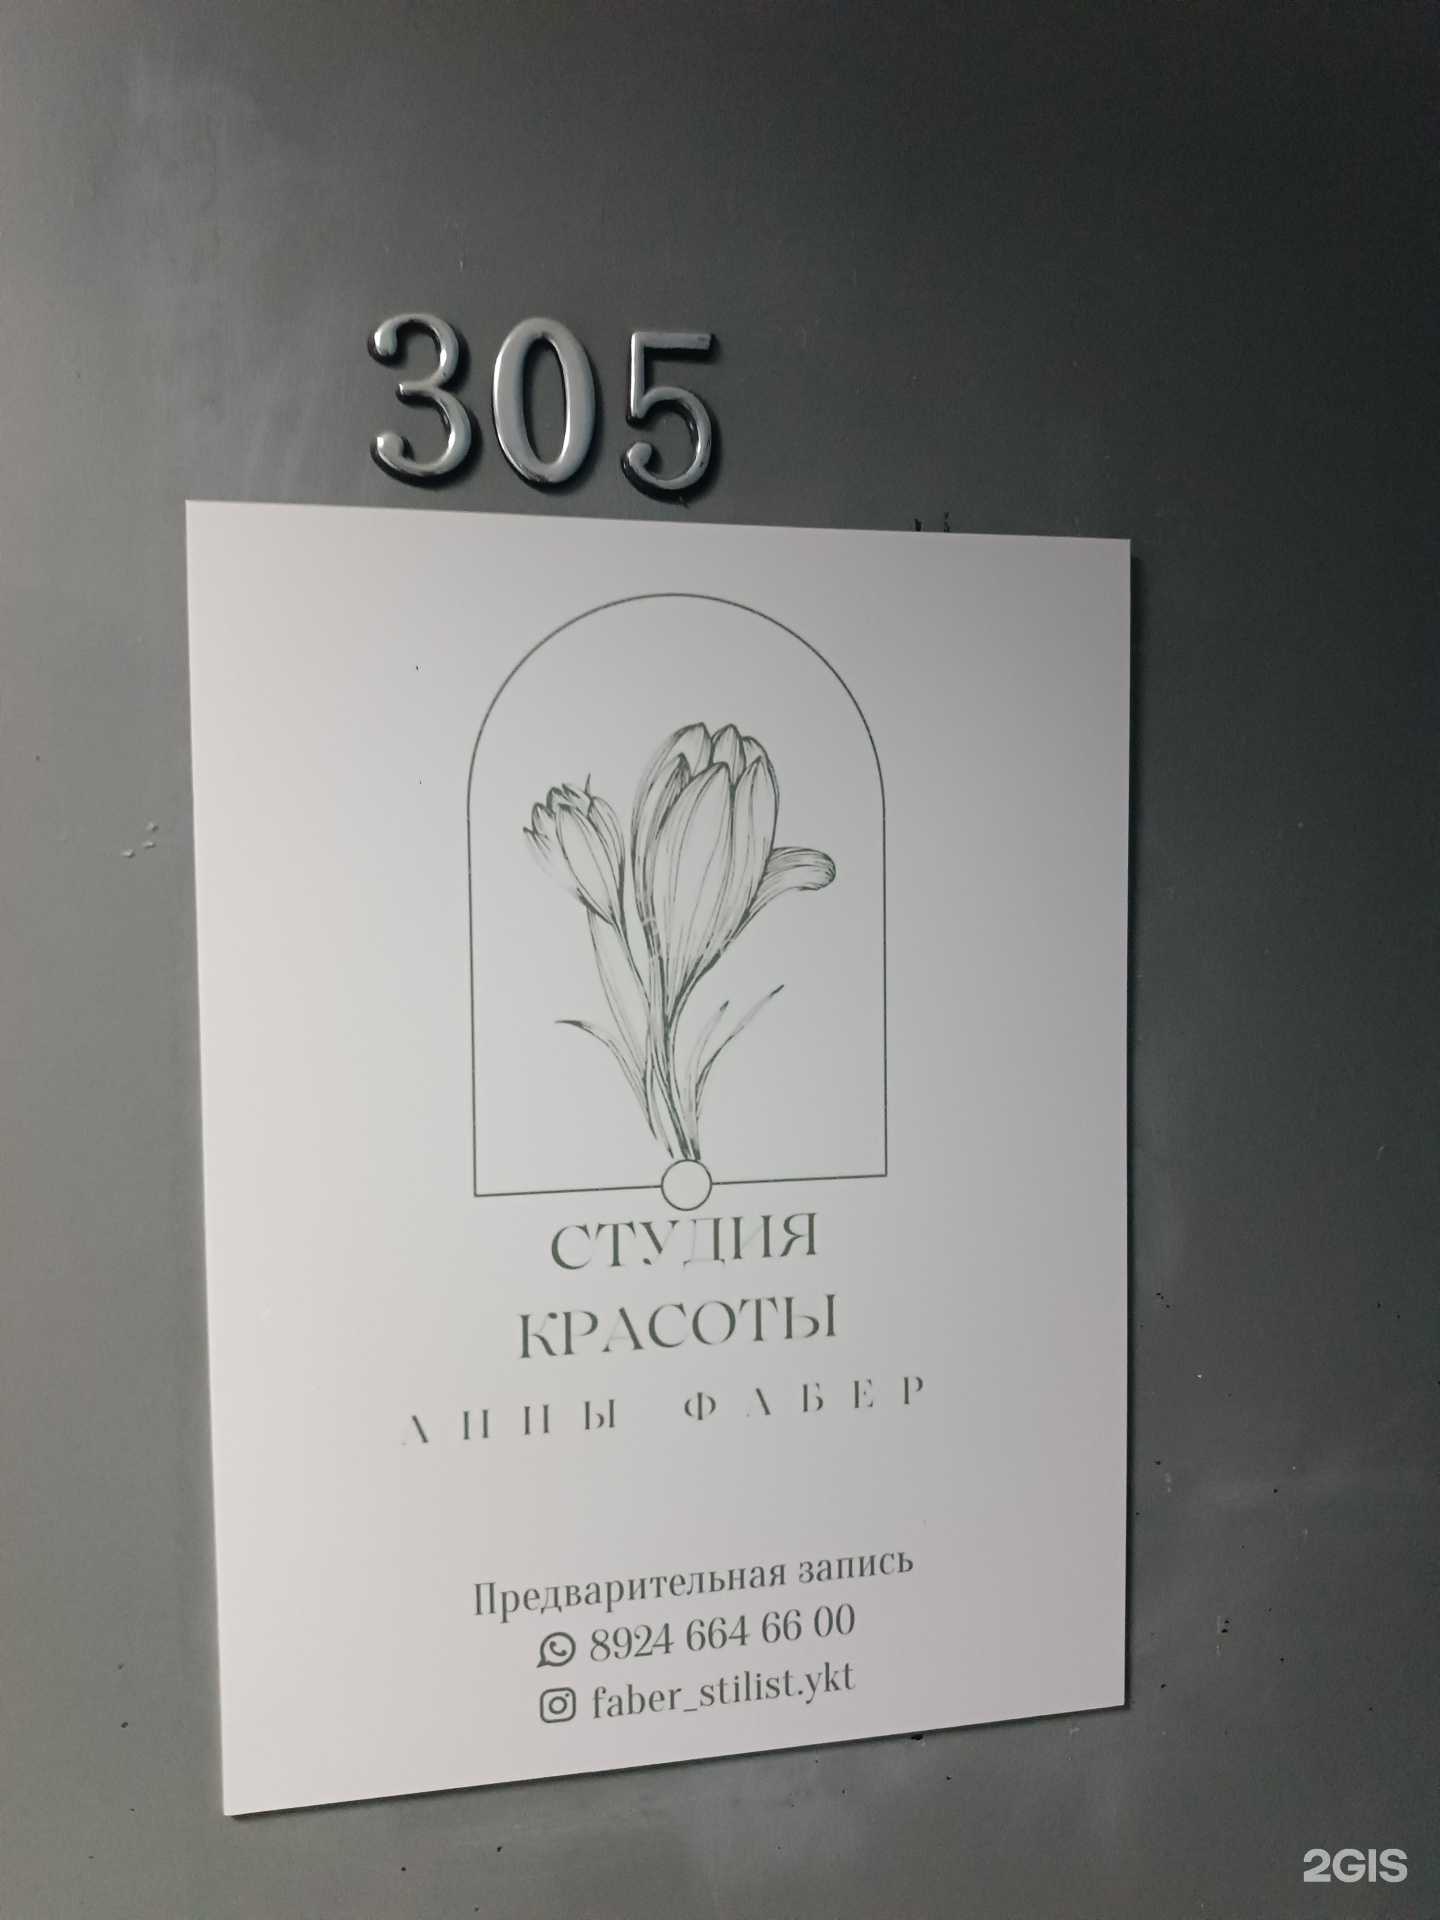 305
СТУДИЯ
КРАСОТЫ
АННЫ ФАБЕР
Предварительная запись
8924 664 66 00
faber_stilist.ykt
2GIS